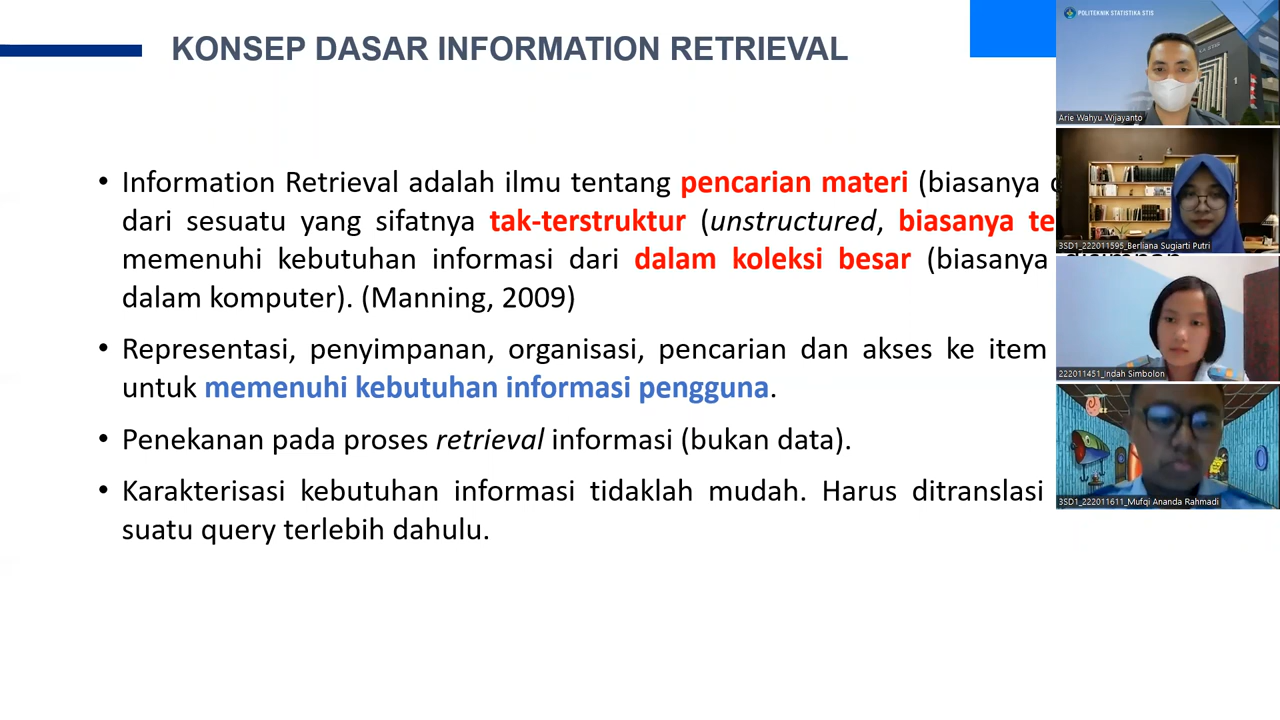 KONSEP DASAR INFORMATION RETRIEVAL
• Information Retrieval adalah ilmu tentang pencarian materi (biasanya
dari sesuatu yang sifatnya tak-terstruktur (unstructured, biasanya
memenuhi kebutuhan informasi dari dalam koleksi besar (biasanya
dalam komputer). (Manning, 2009)
• Representasi, penyimpanan, organisasi, pencarian dan akses ke item
untuk memenuhi kebutuhan informasi pengguna.
• Penekanan pada proses retrieval informasi (bukan data).
• Karakterisasi kebutuhan informasi tidaklah mudah. Harus ditranslasi
suatu query terlebih dahulu.
POLITEKNIK STATISTIKA STIS
Arie Wahyu Wijayanto
3SD1_222011595_Berliana Sugiarti Putri
222011451_Indah Simbolon
3SD1_222011611_Mufqi Ananda Rahmadi